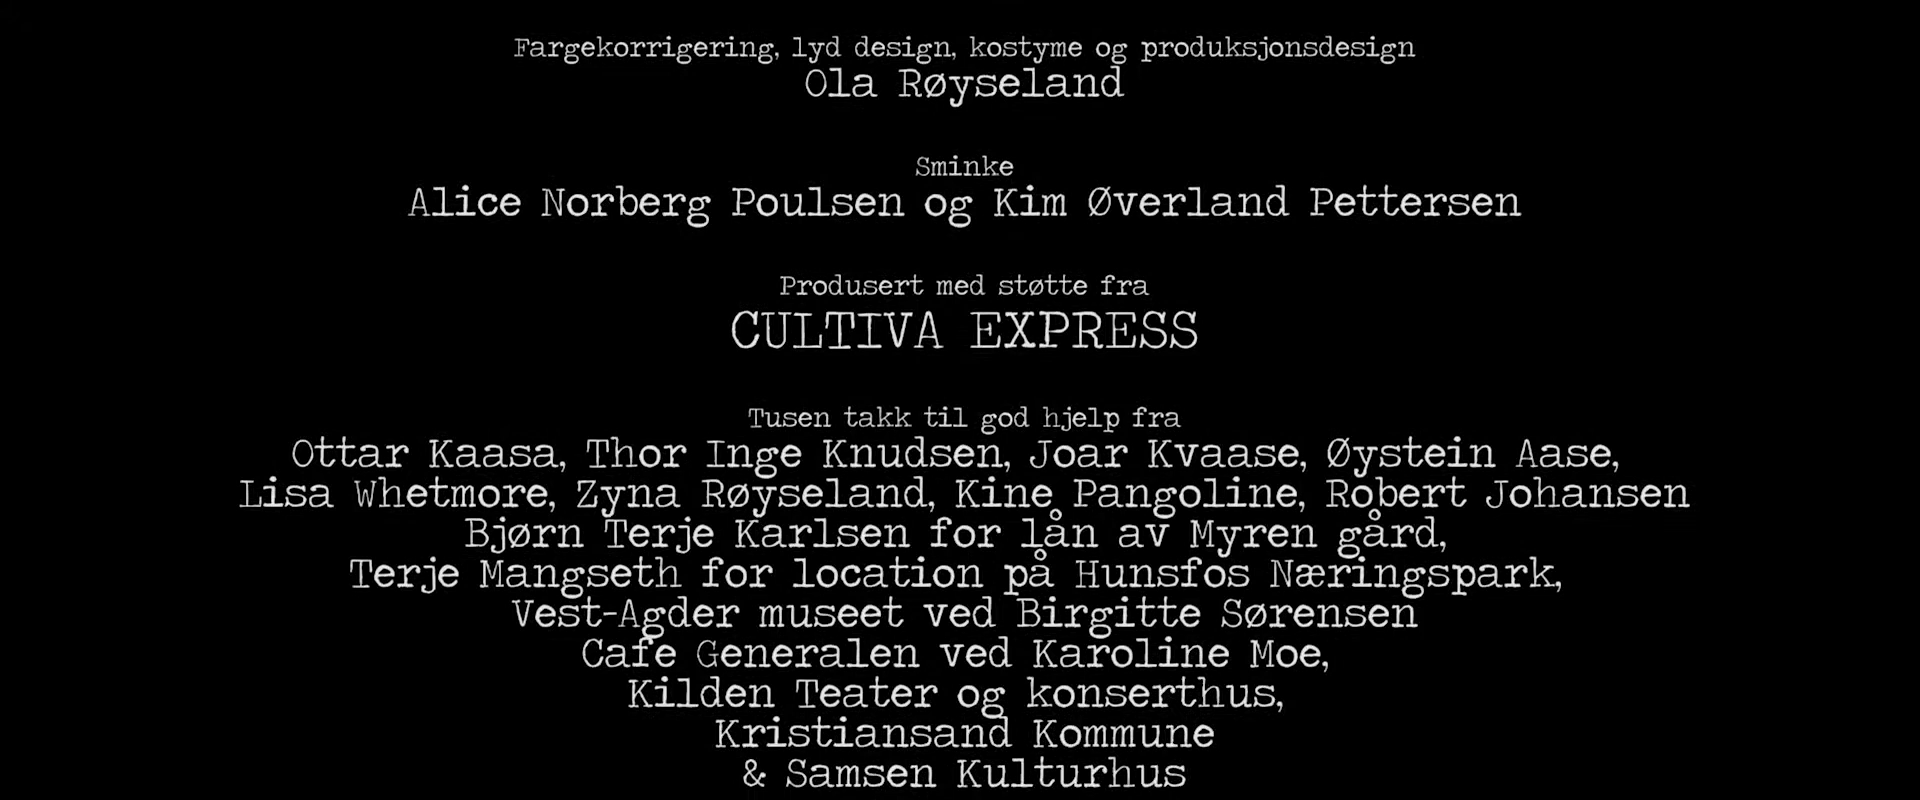 Fargekorrigering, lyd design, kostyme og produksjonsdesign
Ola Røyseland
Sminke
Alice Norberg Poulsen og Kim Øverland Pettersen
Produsert med støtte fra
CULTIVA EXPRESS
Tusen takk til god hjelp fra
Ottar Kaasa, Thor Inge Knudsen, Joar Kvaase, Øystein Aase,
Lisa Whetmore, Zyna Røyseland, Kine Pangoline, Robert Johansen
Bjørn Terje Karlsen for lån av Myren gård,
Terje Mangseth for location på Hunsfos Næringspark,
Vest-Agder museet ved Birgitte Sørensen
Cafe Generalen ved Karoline Moe,
Kilden Teater og konserthus,
Kristiansand Kommune
& Samsen Kulturhus